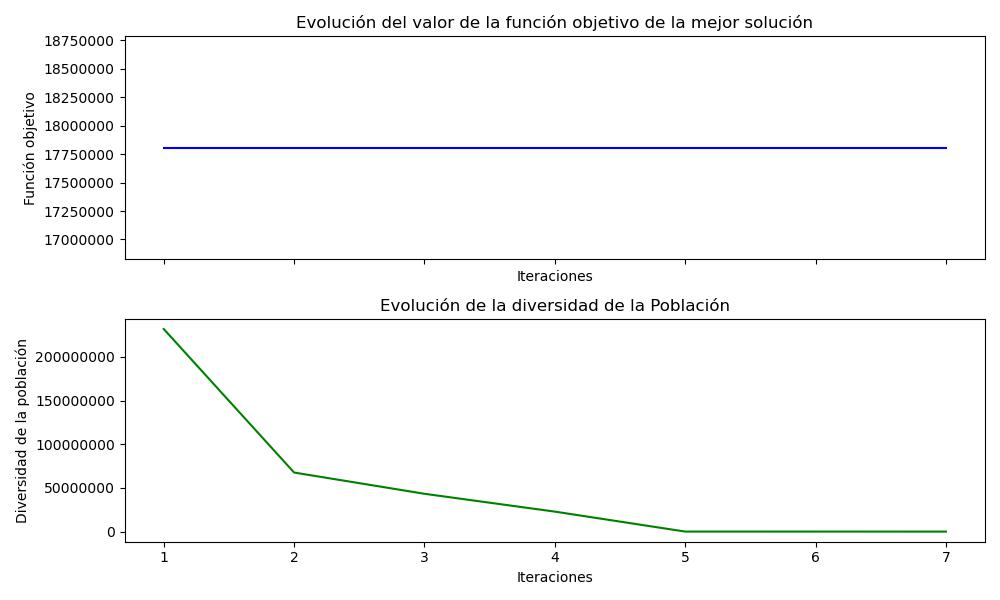 Evolución del valor de la función objetivo de la mejor solución
18750000
18500000
18250000
18000000
17750000
17500000
17250000
17000000
Función objetivo
Iteraciones
Evolución de la diversidad de la Población
200000000
150000000
100000000
50000000
0
Diversidad de la población
1 2 3 4 5 6 7
Iteraciones